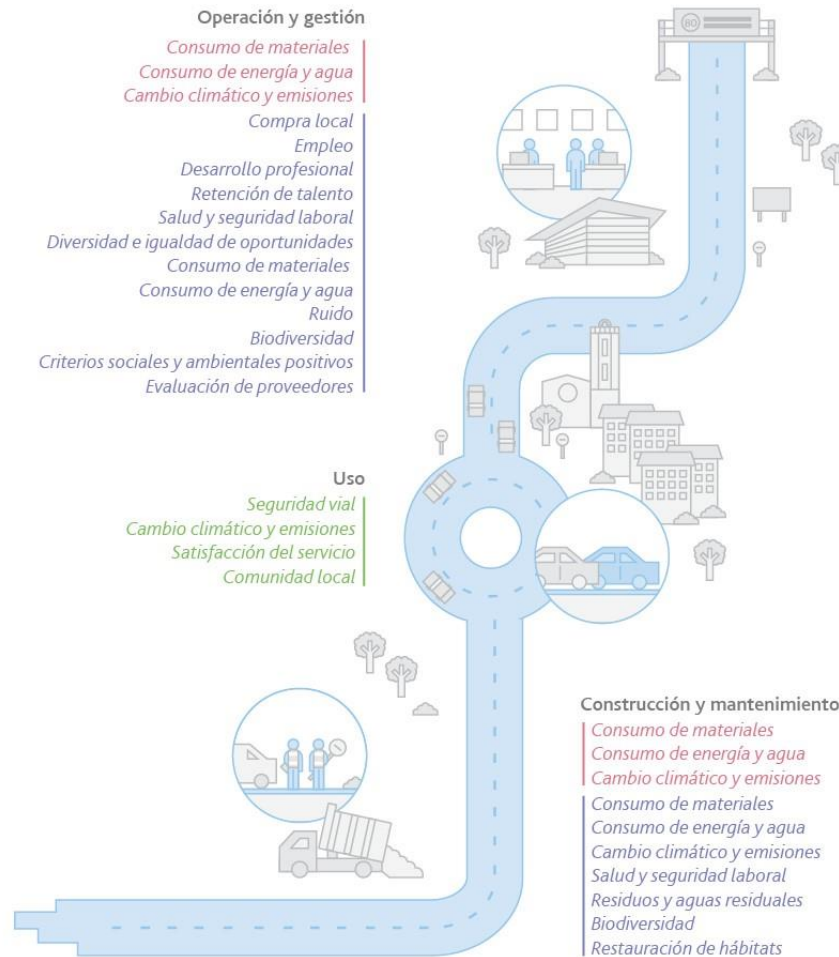 Operación y gestión
Consumo de materiales
Consumo de energía y agua
Cambio climático y emisiones
Compra local
Empleo
Desarrollo profesional
Retención de talento
Salud y seguridad laboral
Diversidad e igualdad de oportunidades
Consumo de materiales
Consumo de energía y agua
Ruido
Biodiversidad
Criterios sociales y ambientales positivos
Evaluación de proveedores
80
Uso
Seguridad vial
Cambio climático y emisiones
Satisfacción del servicio
Comunidad local
Construcción y mantenimiento
Consumo de materiales
Consumo de energía y agua
Cambio climático y emisiones
Consumo de materiales
Consumo de energía y agua
Cambio climático y emisiones
Salud y seguridad laboral
Residuos y aguas residuales
Biodiversidad
Restauración de hábitats